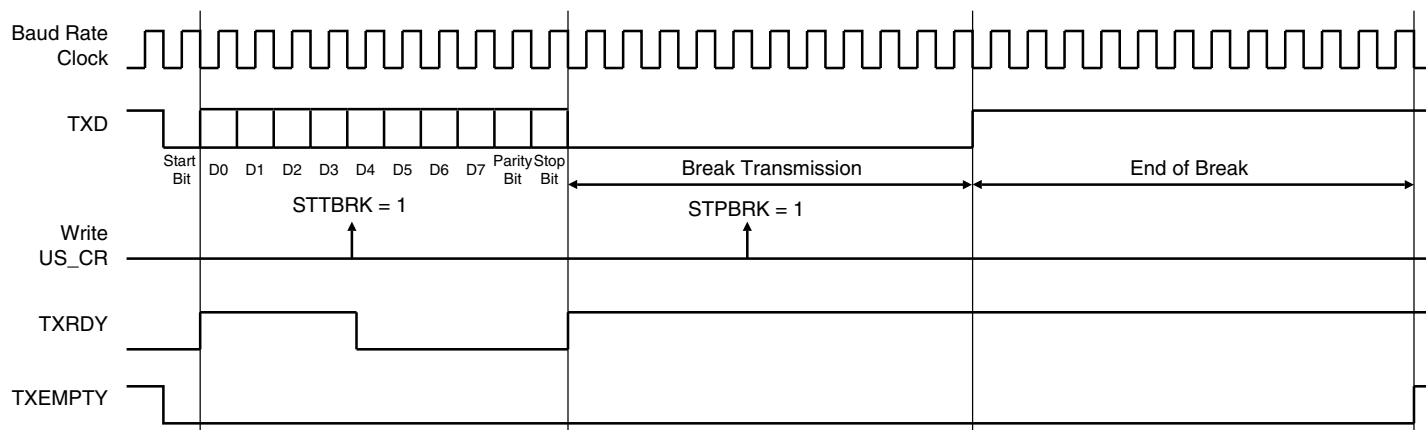 Baud Rate
Clock
TXD
Start
Bit
D0 D1 D2 D3 D4 D5 D6 D7
Parity
Bit
Stop
Bit
Break Transmission
End of Break
STTBRK = 1
STPBRK = 1
Write
US_CR
TXRDY
TXEMPTY